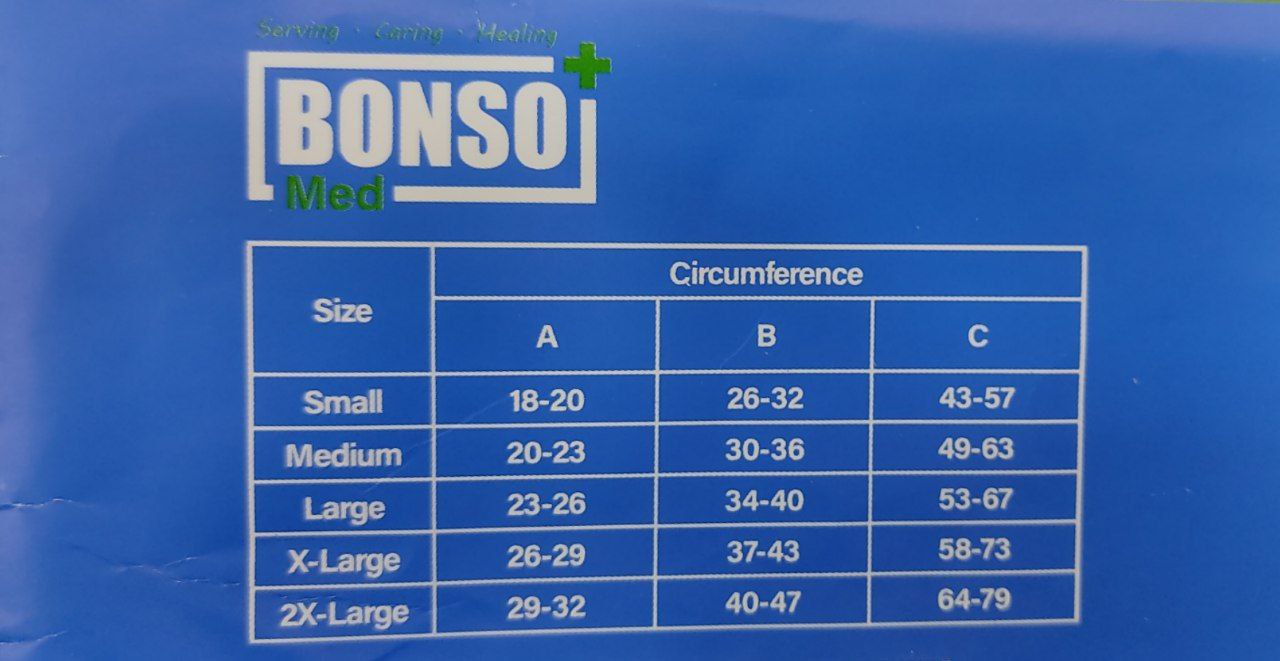 Serving · Caring · Healing
BONSO
Med
Size
Circumference
A B C
Small 18-20 26-32 43-57
Medium 20-23 30-36 49-63
Large 23-26 34-40 53-67
X-Large 26-29 37-43 58-73
2X-Large 29-32 40-47 64-79